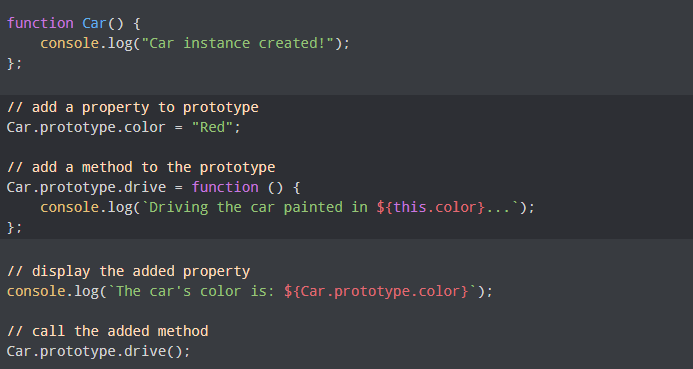 function Car() {
    console.log("Car instance created!");
};
// add a property to prototype
Car.prototype.color = "Red";
// add a method to the prototype
Car.prototype.drive = function () {
    console.log(`Driving the car painted in ${this.color}...`);
};
// display the added property
console.log(`The car's color is: ${Car.prototype.color}`);
// call the added method
Car.prototype.drive();